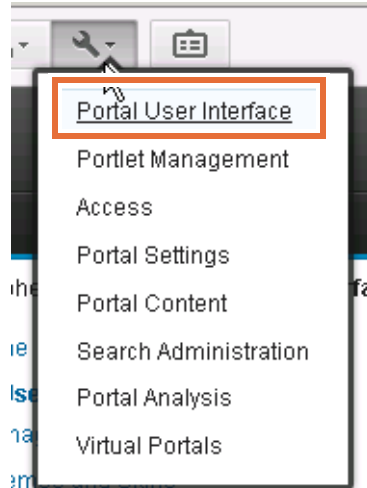 Portal User Interface
Portlet Management
Access
Portal Settings
Portal Content
Search Administration
Portal Analysis
Virtual Portals